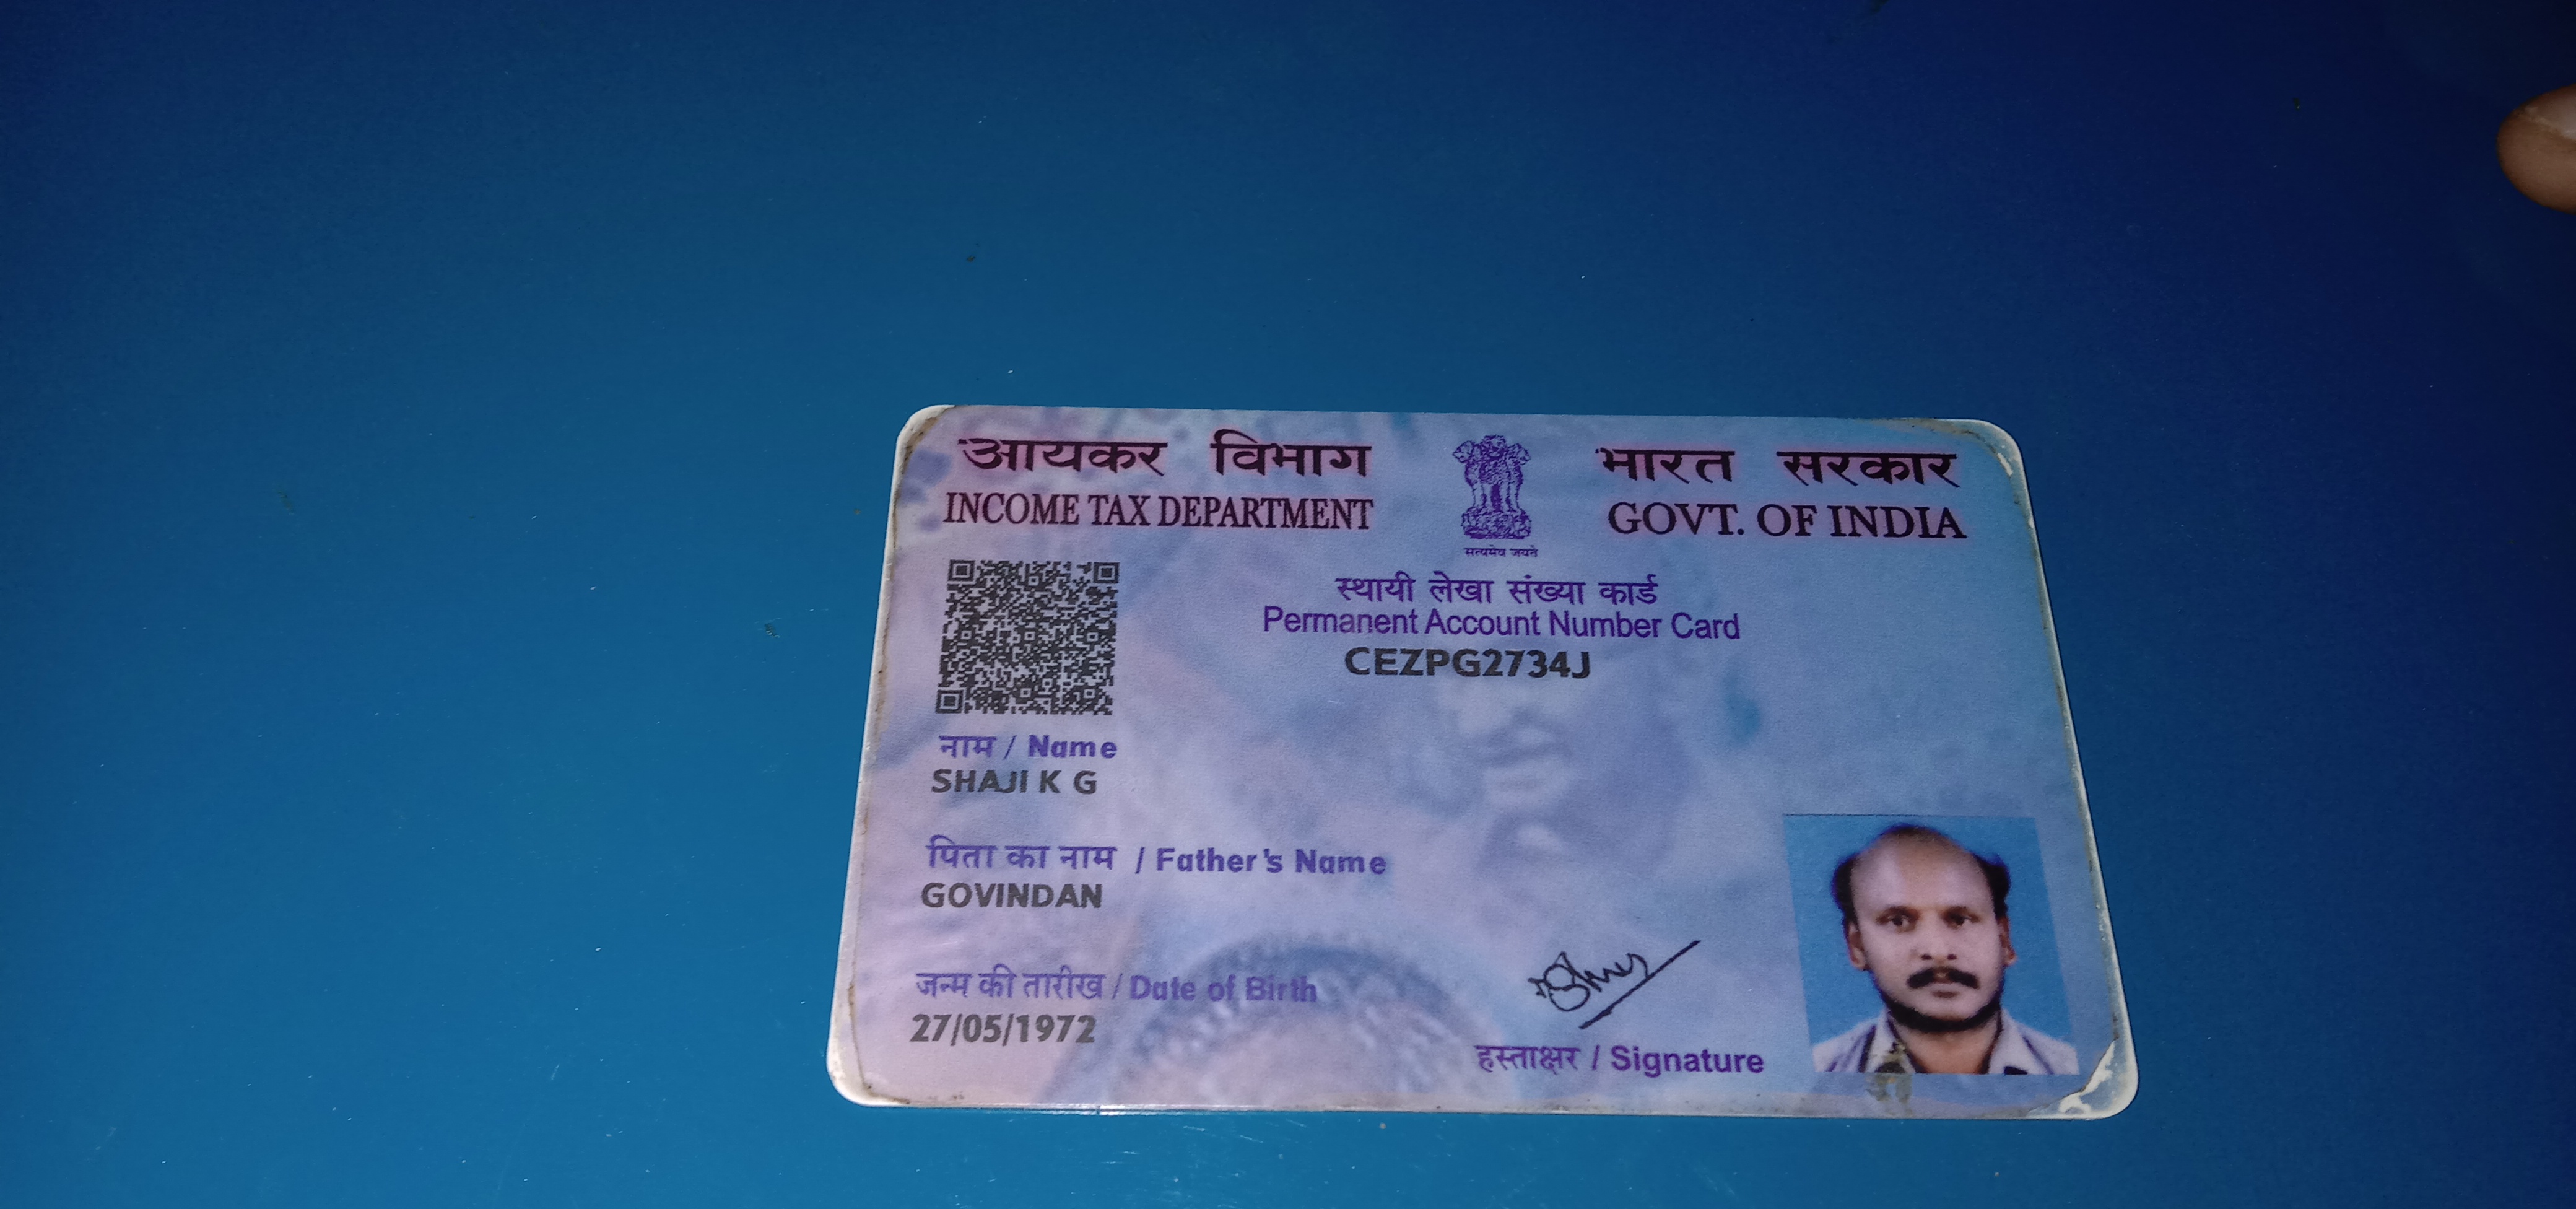 आयकर विभाग
INCOME TAX DEPARTMENT
सत्यमेव जयते
भारत सरकार
GOVT. OF INDIA
स्थायी लेखा संख्या कार्ड
Permanent Account Number Card
CEZPG2734J
नाम / Name
SHAJI K G
पिता का नाम / Father's Name
GOVINDAN
जन्म की तारीख / Date of Birth
27/05/1972
हस्ताक्षर / Signature